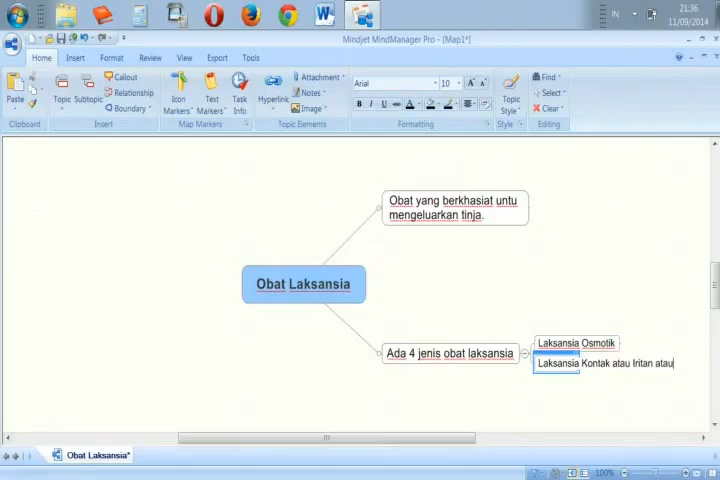 IN
21:36
11/09/2014
Mindjet MindManager Pro - [Map1*]
Home
Insert
Format
Review
View
Export
Tools
Paste
Clipboard
Topic
Subtopic
Callout
Relationship
Boundary
Insert
Icon Markers
Text Markers
Task Info
Map Markers
Hyperlink
Attachment
Notes
Image
Topic Elements
Arial
10
B I U S
Formatting
Topic Style
Style
Find
Select
Clear
Editing
Obat yang berkhasiat untu
mengeluarkan tinja.
Obat Laksansia
Ada 4 jenis obat laksansia
Laksansia Osmotik
Laksansia Kontak atau Iritan atau
Obat Laksansia*
100%